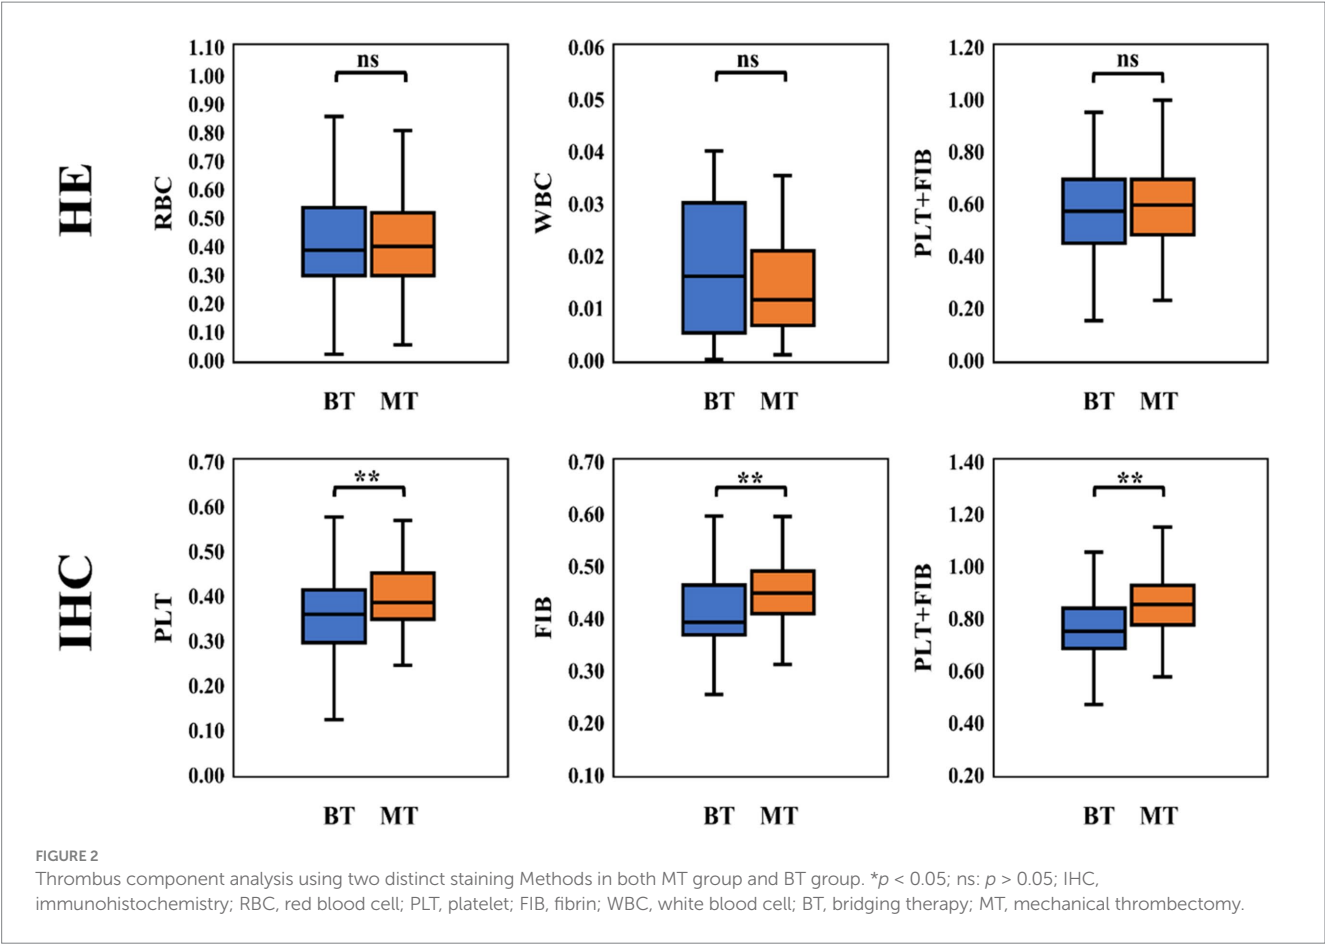 HE
RBC
1.10
1.00
0.90
0.80
0.70
0.60
0.50
0.40
0.30
0.20
0.10
0.00
ns
BT MT
WBC
0.06
0.05
0.04
0.03
0.02
0.01
0.00
ns
BT MT
PLT+FIB
1.20
1.00
0.80
0.60
0.40
0.20
0.00
ns
BT MT
IHC
PLT
0.70
0.60
0.50
0.40
0.30
0.20
0.10
0.00
**
BT MT
FIB
0.70
0.60
0.50
0.40
0.30
0.20
0.10
**
BT MT
PLT+FIB
1.40
1.20
1.00
0.80
0.60
0.40
0.20
**
BT MT
FIGURE 2
Thrombus component analysis using two distinct staining Methods in both MT group and BT group. *p < 0.05; ns: p > 0.05; IHC,
immunohistochemistry; RBC, red blood cell; PLT, platelet; FIB, fibrin; WBC, white blood cell; BT, bridging therapy; MT, mechanical thrombectomy.